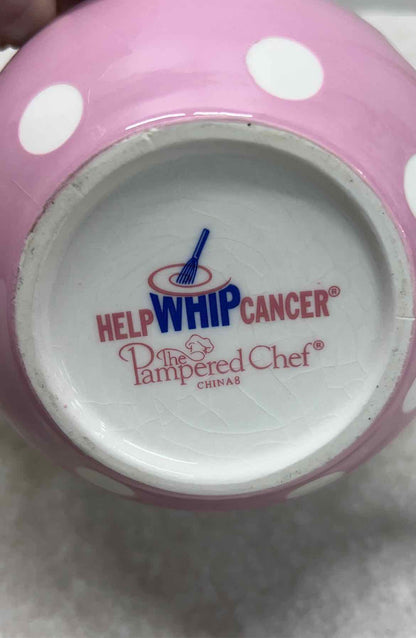 HELP WHIP CANCER®
The
Pampered Chef®
CHINA8